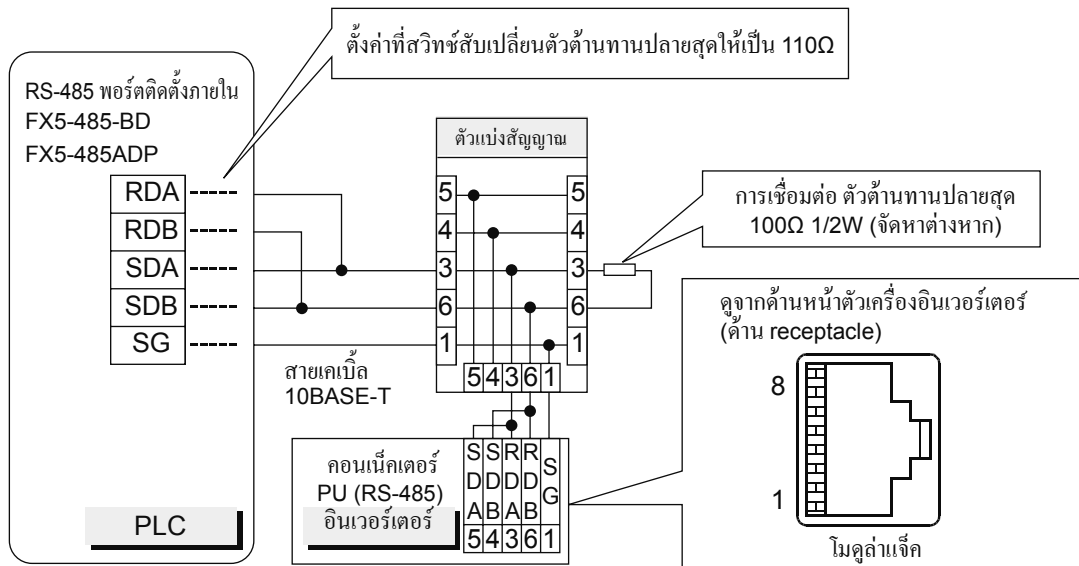 ตั้งค่าที่สวิทช์สับเปลี่ยนตัวต้านทานปลายสุดให้เป็น 110Ω
RS-485 พอร์ตติดตั้งภายใน
FX5-485-BD
FX5-485ADP
RDA
RDB
SDA
SDB
SG
PLC
ตัวแบ่งสัญญาณ
5 5
4 4
3 3
6 6
1 1
5 4 3 6 1
สายเคเบิ้ล
10BASE-T
การเชื่อมต่อ ตัวต้านทานปลายสุด
100Ω 1/2W (จัดหาต่างหาก)
คอนเน็คเตอร์
PU (RS-485)
อินเวอร์เตอร์
SDA SDB RDA RDB SG
5 4 3 6 1
ดูจากด้านหน้าตัวเครื่องอินเวอร์เตอร์
(ด้าน receptacle)
8
1
โมดูล่าแจ็ค